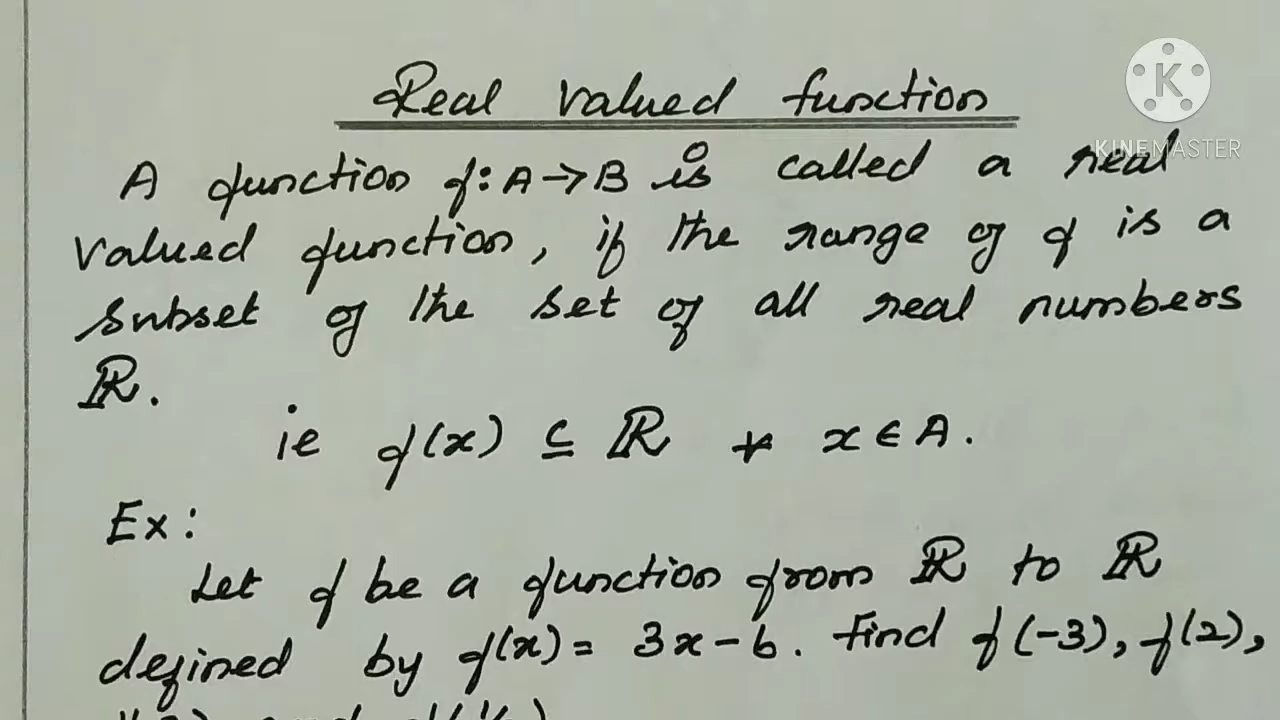 Real valued function
K
KINEMASTER
A function f: A → B is called a real
valued function, if the range of f is a
subset of the set of all real numbers
ℝ.
ie f(x) ⊆ ℝ ∀ x ∈ A.
Ex:
Let f be a function from ℝ to ℝ
defined by f(x) = 3x - 6. Find f(-3), f(2),